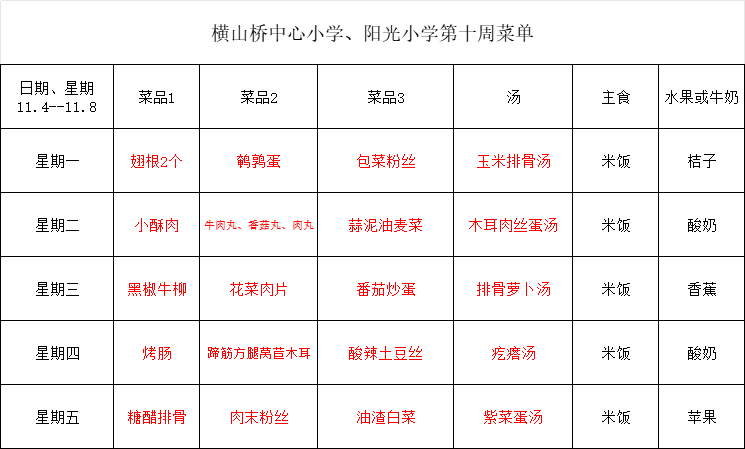 横山桥中心小学、阳光小学第十周菜单
日期、星期
11.4--11.8
菜品1
菜品2
菜品3
汤
主食
水果或牛奶
星期一
翅根2个
鹌鹑蛋
包菜粉丝
玉米排骨汤
米饭
桔子
星期二
小酥肉
牛肉丸、香菇丸、肉丸
蒜泥油麦菜
木耳肉丝蛋汤
米饭
酸奶
星期三
黑椒牛柳
花菜肉片
番茄炒蛋
排骨萝卜汤
米饭
香蕉
星期四
烤肠
蹄筋方腿莴苣木耳
酸辣土豆丝
疙瘩汤
米饭
酸奶
星期五
糖醋排骨
肉末粉丝
油渣白菜
紫菜蛋汤
米饭
苹果